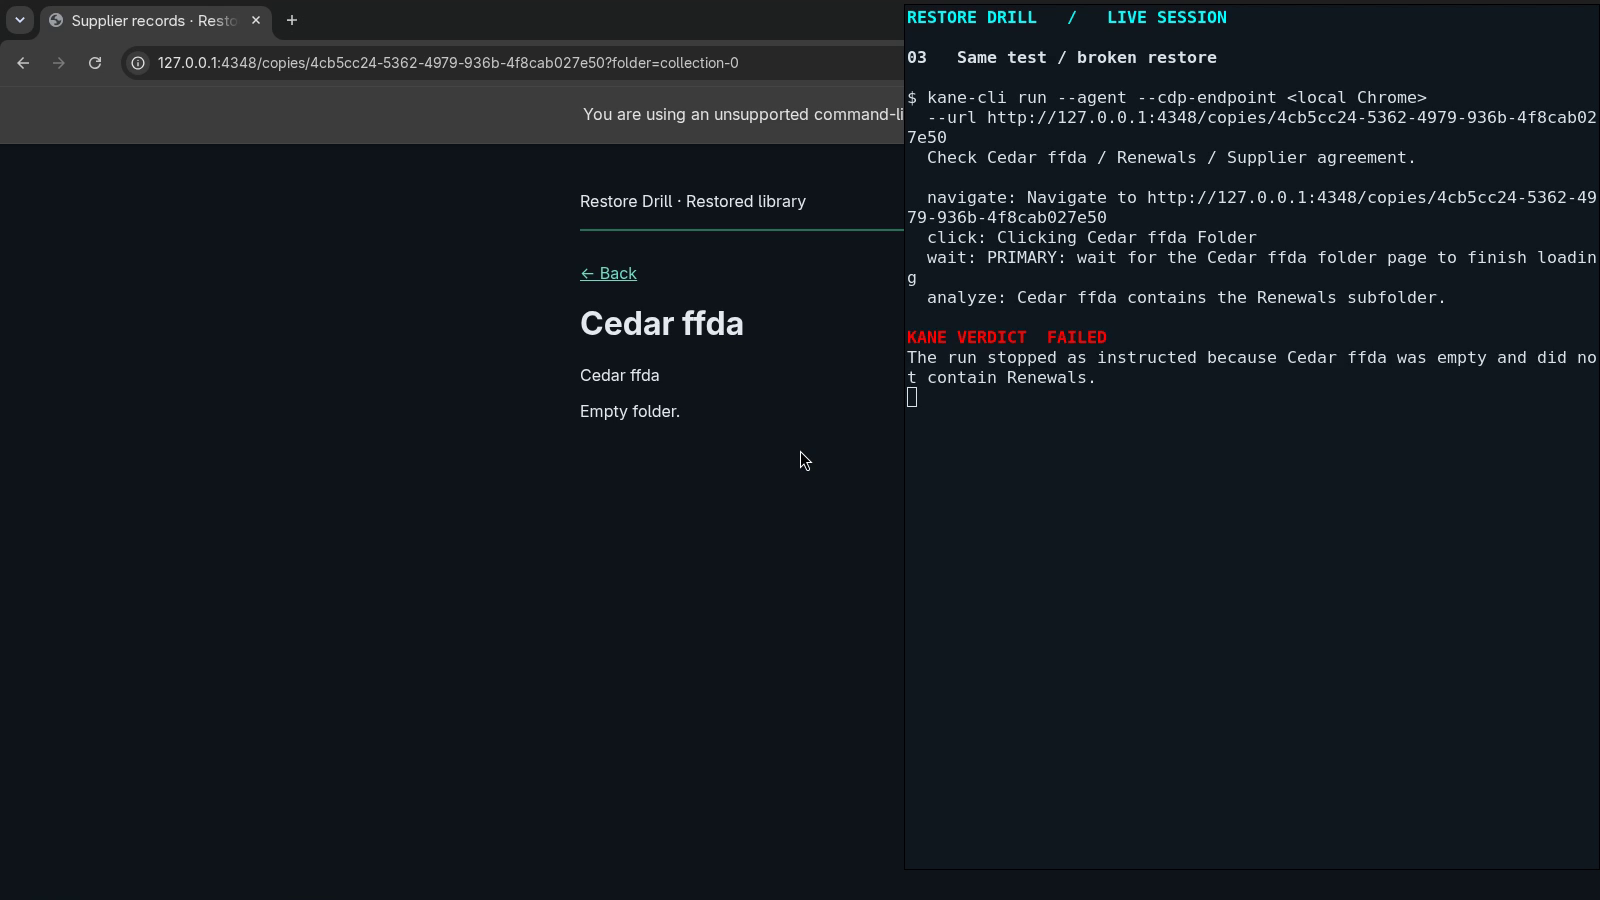 Supplier records · Resto
127.0.0.1:4348/copies/4cb5cc24-5362-4979-936b-4f8cab027e50?folder=collection-0
You are using an unsupported command-li
Restore Drill · Restored library
← Back
Cedar ffda
Cedar ffda
Empty folder.
RESTORE DRILL / LIVE SESSION
03 Same test / broken restore
$ kane-cli run --agent --cdp-endpoint <local Chrome>
--url http://127.0.0.1:4348/copies/4cb5cc24-5362-4979-936b-4f8cab02
7e50
Check Cedar ffda / Renewals / Supplier agreement.
navigate: Navigate to http://127.0.0.1:4348/copies/4cb5cc24-5362-49
79-936b-4f8cab027e50
click: Clicking Cedar ffda Folder
wait: PRIMARY: wait for the Cedar ffda folder page to finish loadin
g
analyze: Cedar ffda contains the Renewals subfolder.
KANE VERDICT FAILED
The run stopped as instructed because Cedar ffda was empty and did no
t contain Renewals.